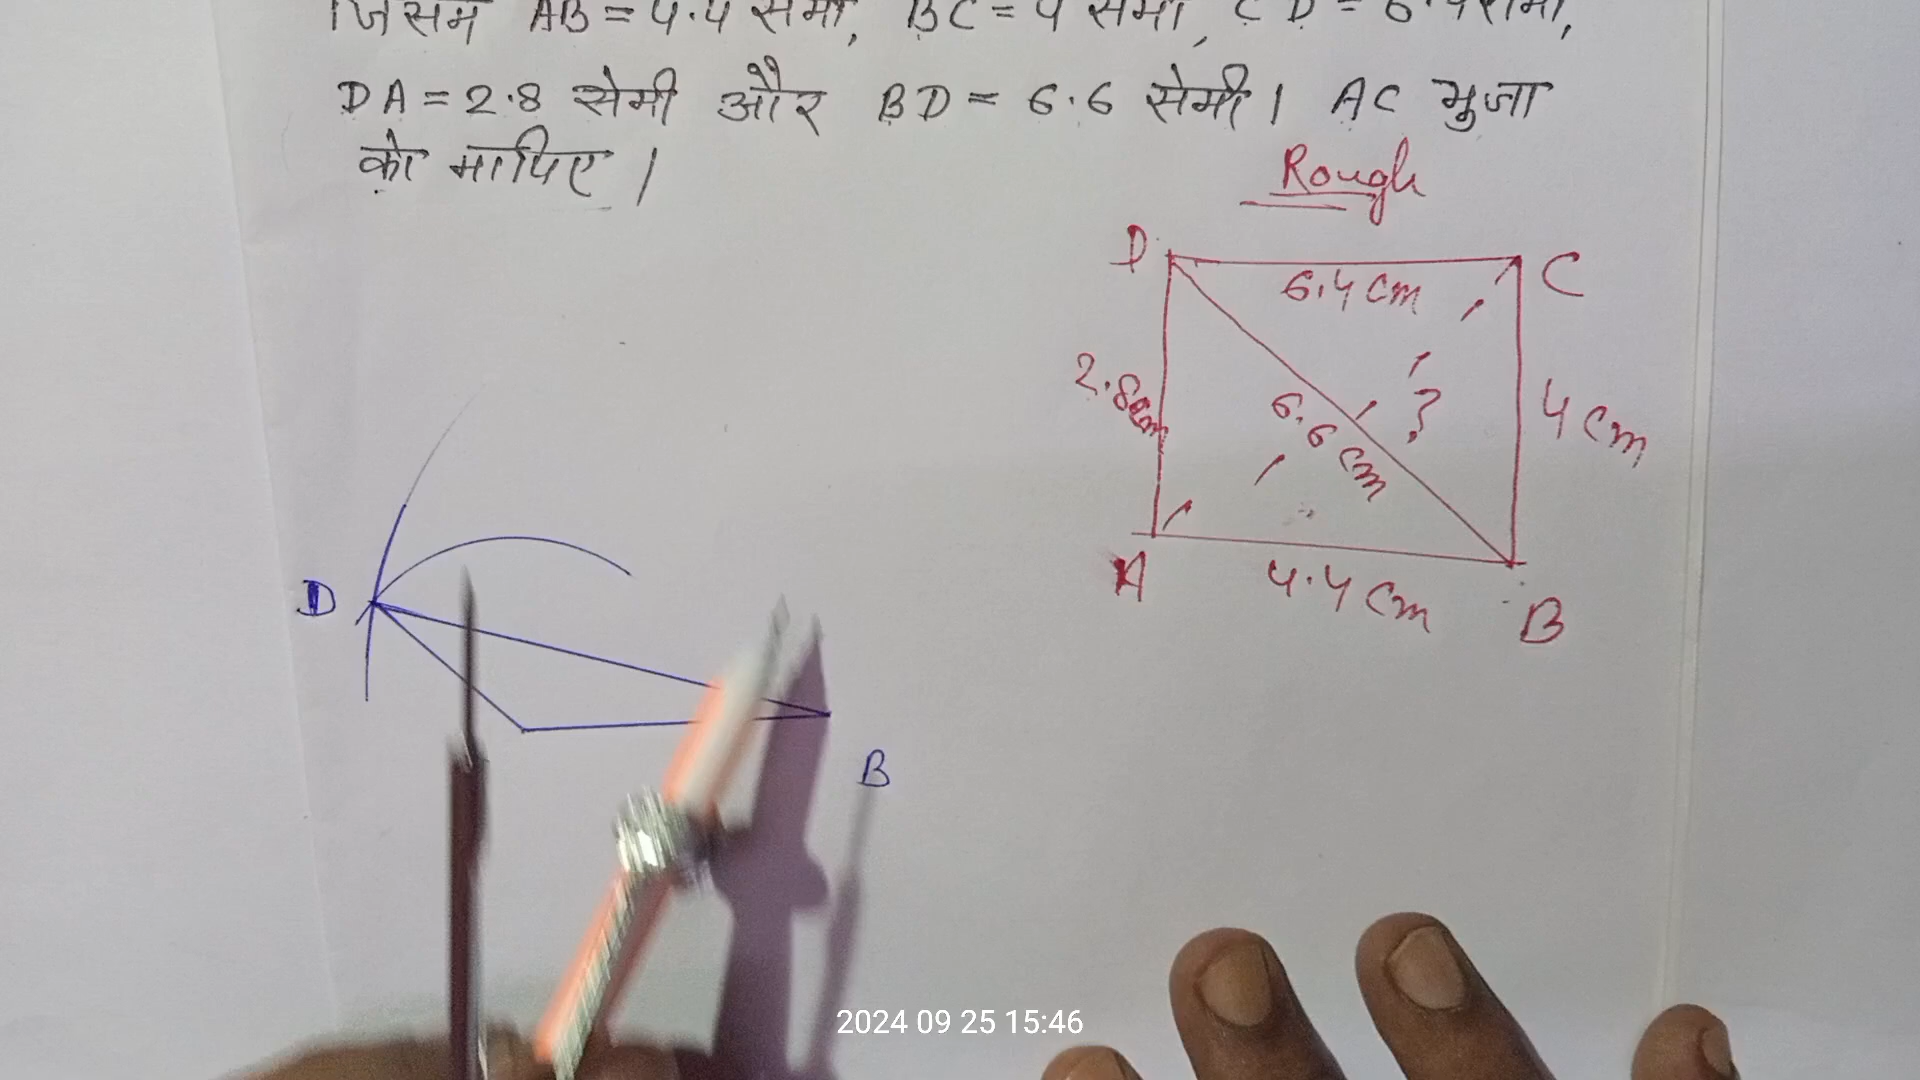 जिसमें AB = 4.4 सेमी, BC = 4 सेमी, CD = 6.4 सेमी,
DA = 2.8 सेमी और BD = 6.6 सेमी। AC भुजा
को मापिए।
Rough
D
C
6.4 cm
2.8cm
6.6 cm
?
4 cm
A
4.4 cm
B
D
B
2024 09 25 15:46